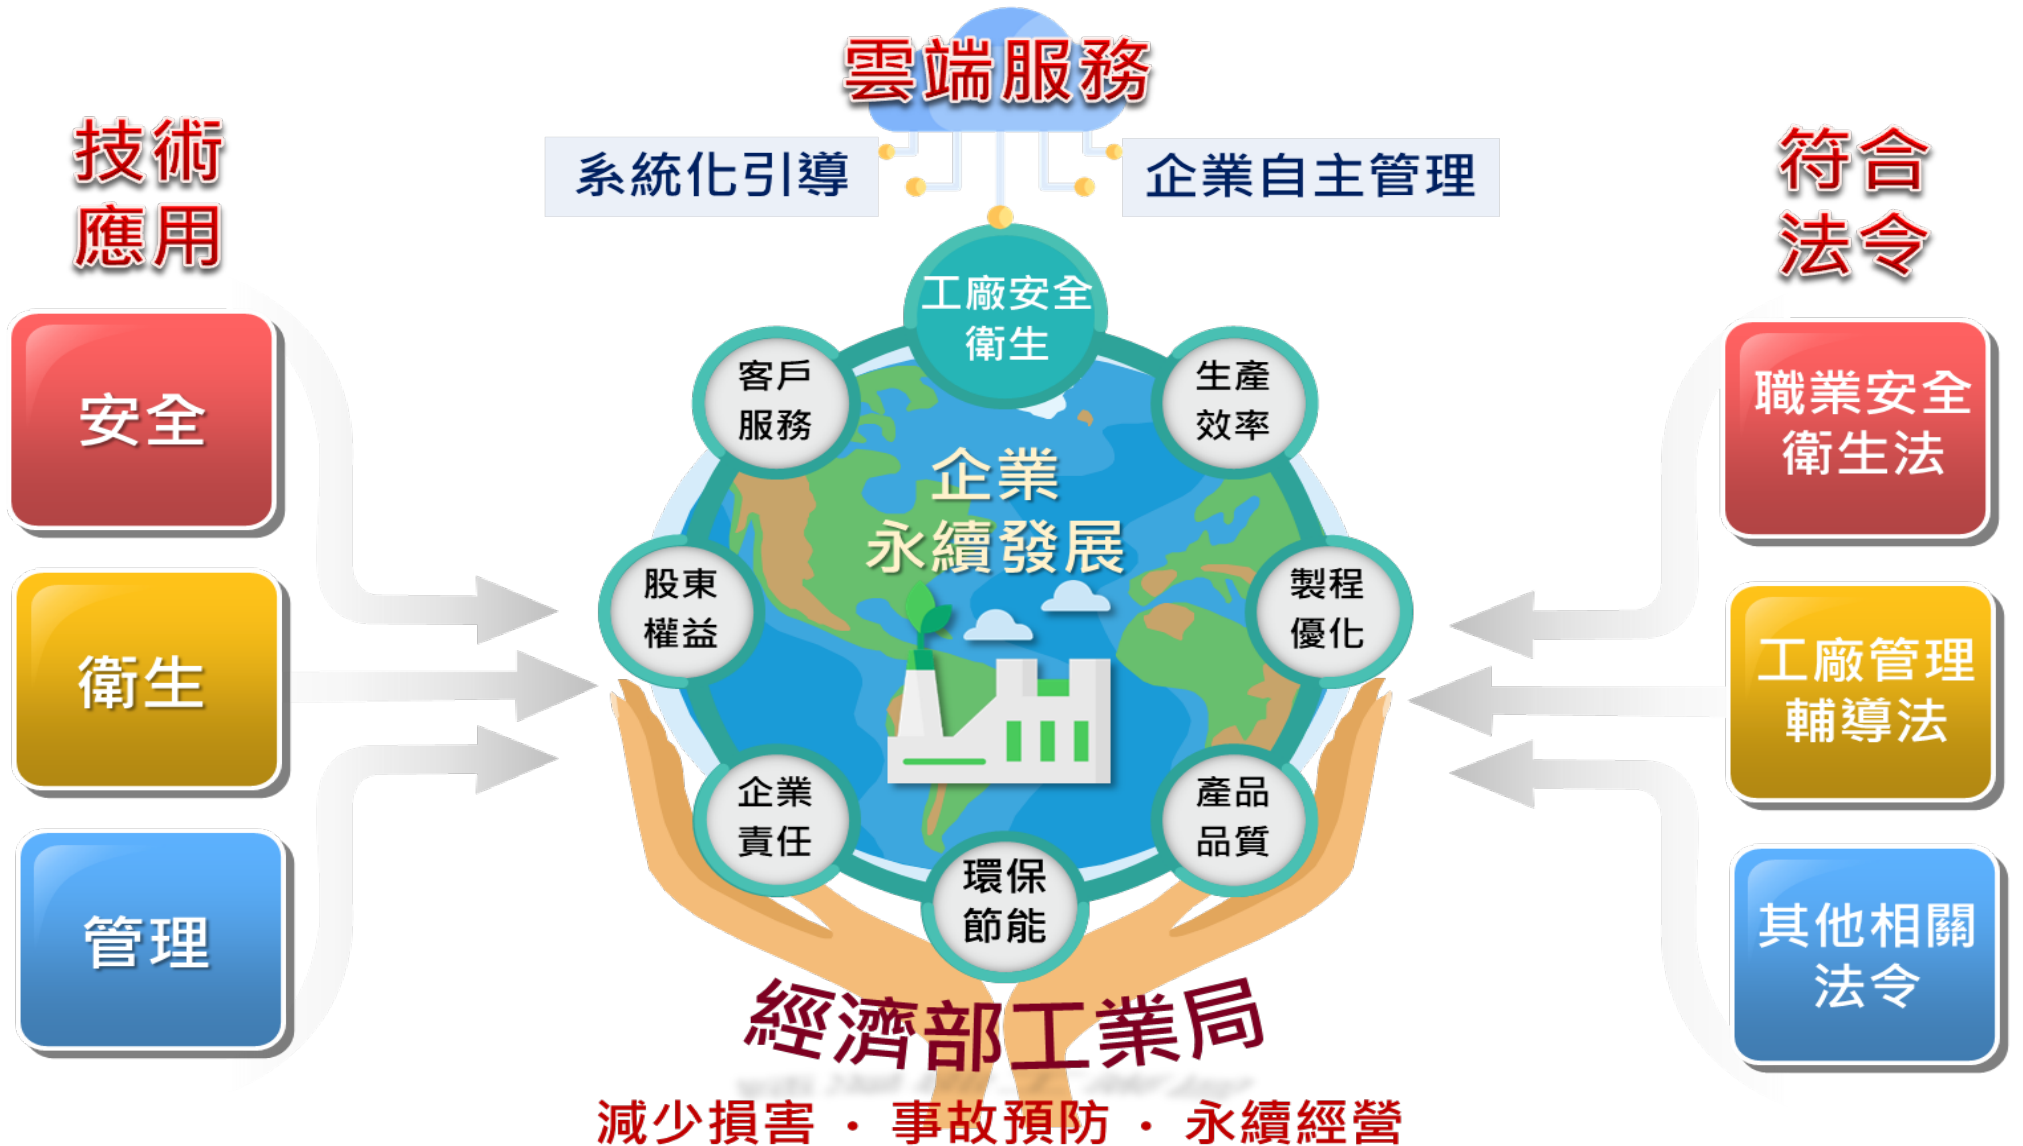 雲端服務
系統化引導
企業自主管理
技術
應用
安全
衛生
管理
工廠安全
衛生
客戶
服務
生產
效率
股東
權益
製程
優化
企業
責任
產品
品質
環保
節能
企業
永續發展
符合
法令
職業安全
衛生法
工廠管理
輔導法
其他相關
法令
經濟部工業局
減少損害 · 事故預防 · 永續經營